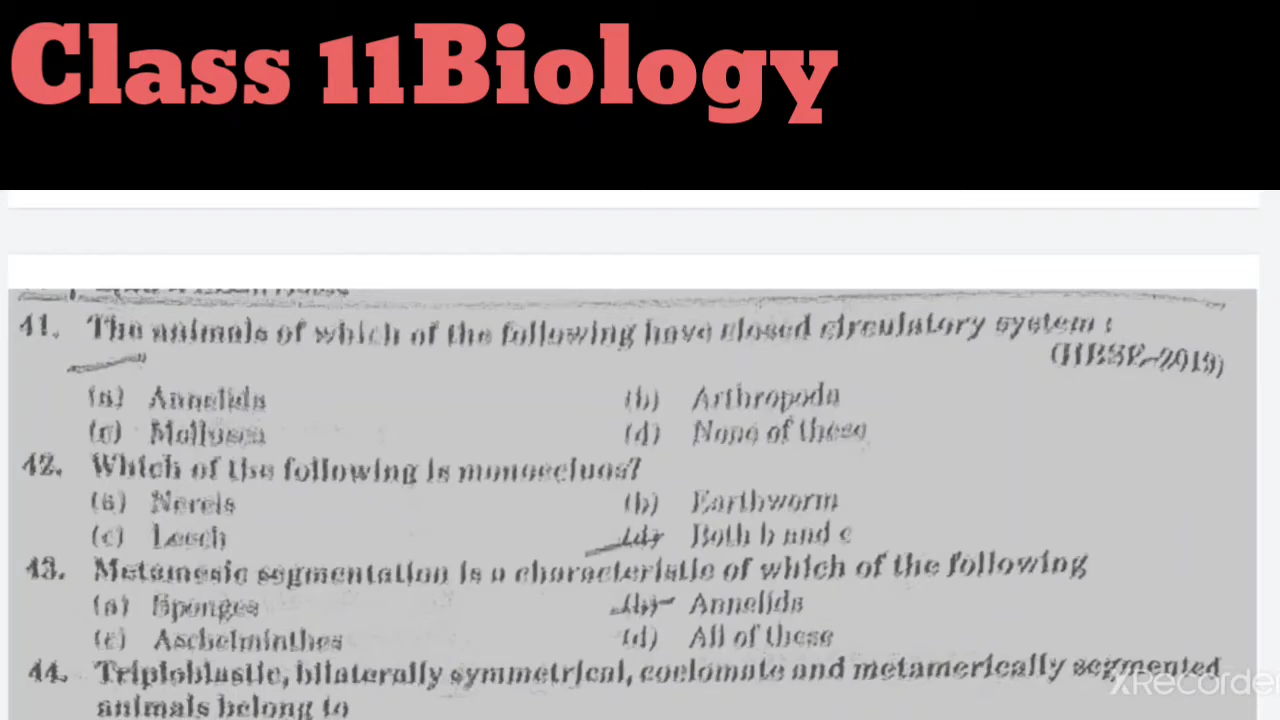 Class 11Biology
41. The animals of which of the following have closed circulatory system :
(HBSE-2019)
(a) Annelida (b) Arthropoda
(c) Mollusca (d) None of these
42. Which of the following is monoecious?
(a) Nereis (b) Earthworm
(c) Leech (d) Both b and c
43. Metameric segmentation is a characteristic of which of the following
(a) Sponges (b) Annelids
(c) Aschelminthes (d) All of these
44. Triploblastic, bilaterally symmetrical, coelomate and metamerically segmented
animals belong to
XRecorder